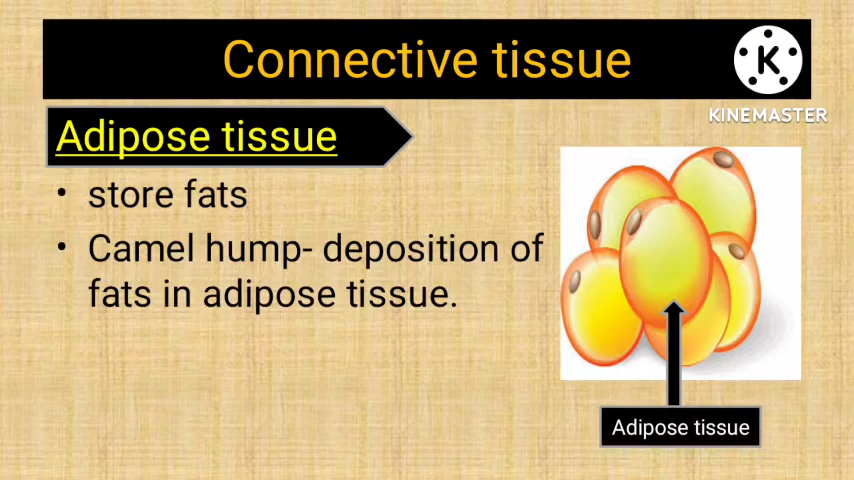 Connective tissue
K
KINEMASTER
Adipose tissue
• store fats
• Camel hump- deposition of
fats in adipose tissue.
Adipose tissue